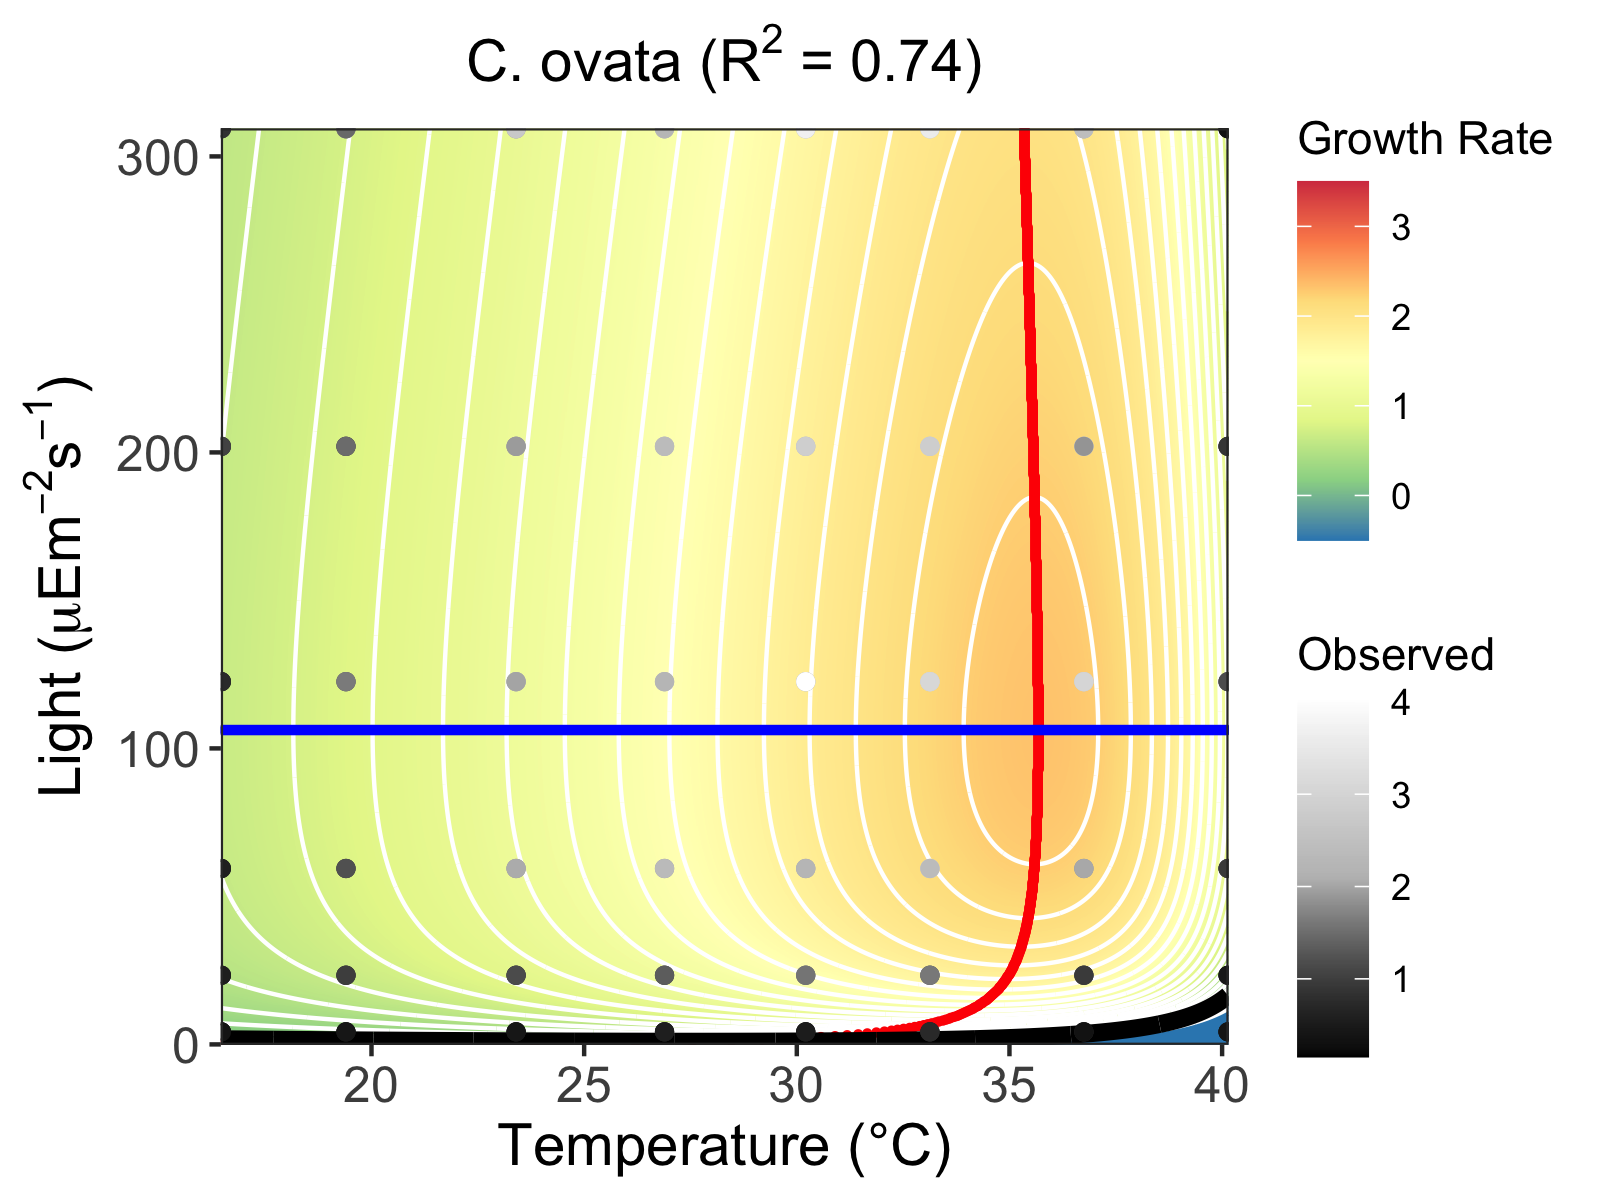 C. ovata (R² = 0.74)
Growth Rate
3
2
1
0
Observed
4
3
2
1
Light (μEm⁻²s⁻¹)
300
200
100
0
20 25 30 35 40
Temperature (°C)